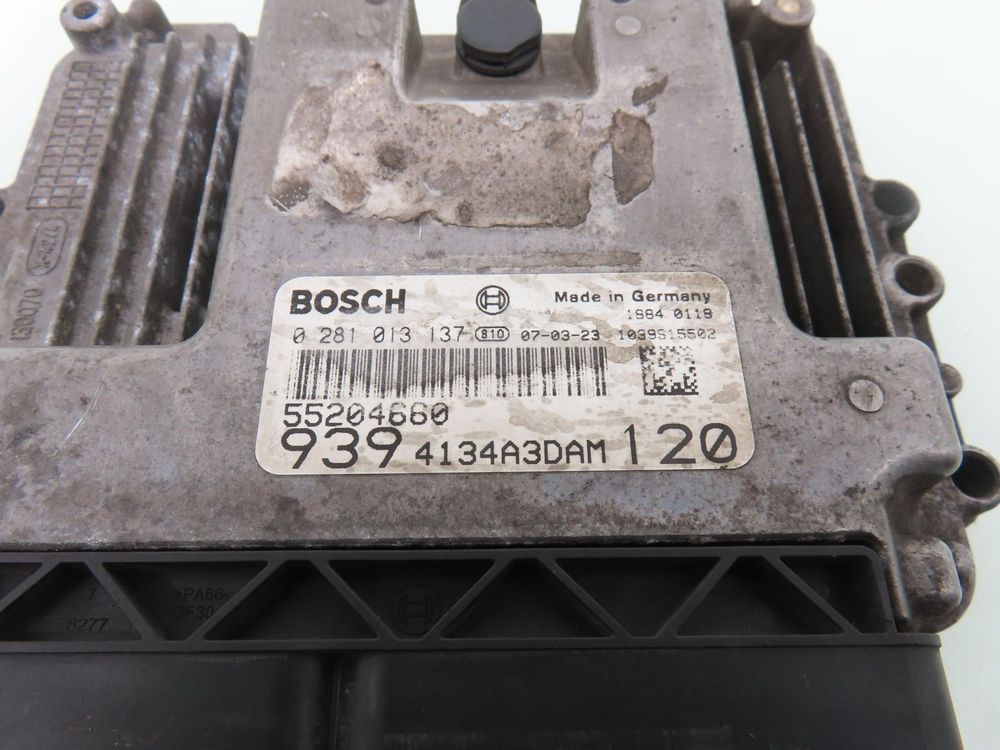 BOSCH
Made in Germany
1984 0118
0 281 013 137 810 07-03-23 1039S15502
55204660
939 4134A3DAM 120
>PA66-
GF30
7
8277